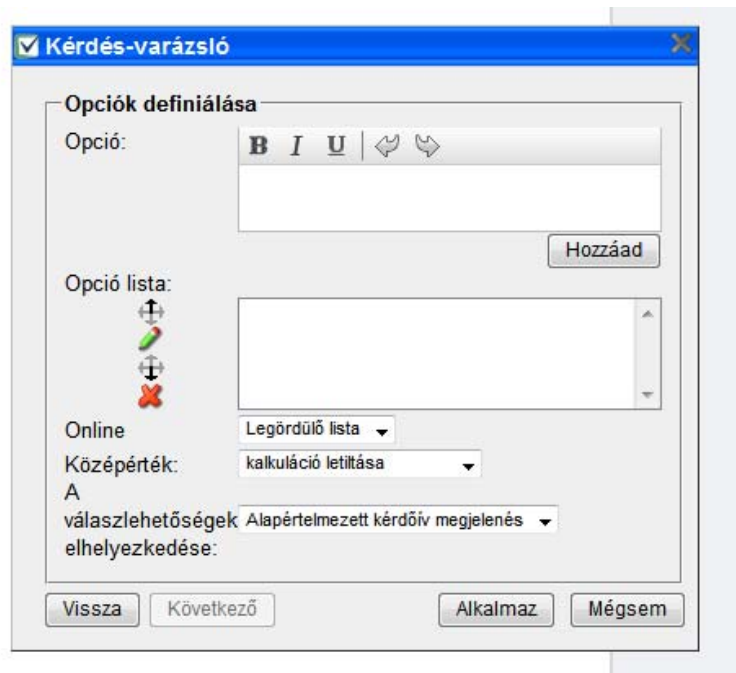 Kérdés-varázsló
Opciók definiálása
Opció:
B I U
Hozzáad
Opció lista:
Online
Legördülő lista
Középérték:
kalkuláció letiltása
A
válaszlehetőségek
Alapértelmezett kérdőív megjelenés
elhelyezkedése:
Vissza
Következő
Alkalmaz
Mégsem